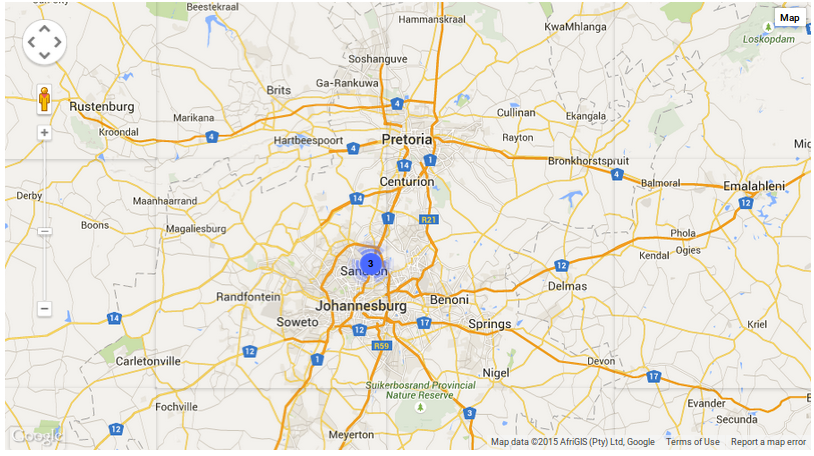 Beestekraal
Hammanskraal
Map
KwaMhlanga
Loskopdam
Soshanguve
Ga-Rankuwa
Brits
4
Rustenburg
Cullinan
Marikana
Ekangala
Kroondal
4
Rayton
Hartbeespoort
Pretoria
4
14
1
Bronkhorstspruit
4
Centurion
Balmoral
Emalahleni
Derby
Maanhaarrand
14
12
1
R21
Boons
Magaliesburg
Phola
Ogies
Kendal
3
Sandton
12
Delmas
Randfontein
Johannesburg
Benoni
14
Soweto
12
17
Springs
Kriel
R59
12
1
Carletonville
Devon
Nigel
17
Suikerbosrand Provincial
Nature Reserve
Fochville
3
Evander
Secunda
12
Meyerton
Google
Map data ©2015 AfriGIS (Pty) Ltd, Google
Terms of Use
Report a map error